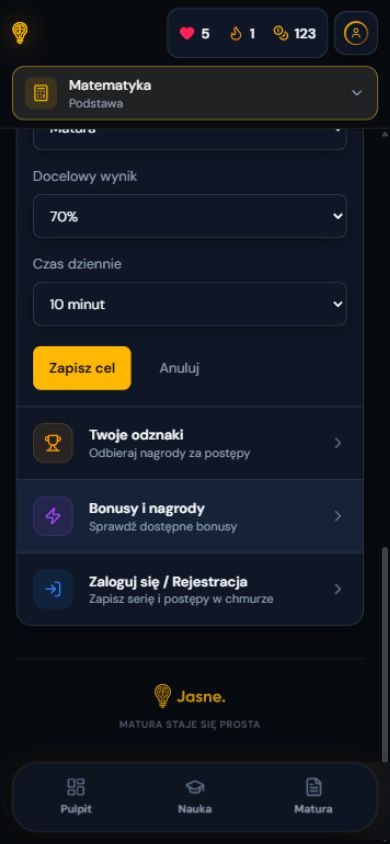 5 1 123
Matematyka
Podstawa
Matura
Docelowy wynik
70%
Czas dziennie
10 minut
Zapisz cel Anuluj
Twoje odznaki
Odbieraj nagrody za postępy
Bonusy i nagrody
Sprawdź dostępne bonusy
Zaloguj się / Rejestracja
Zapisz serię i postępy w chmurze
Jasne.
MATURA STAJE SIĘ PROSTA
Pulpit Nauka Matura